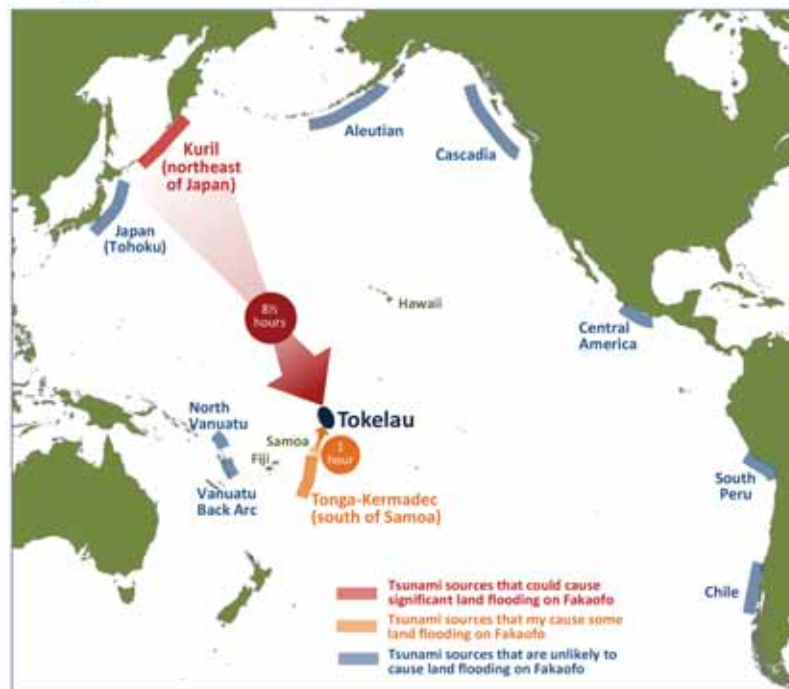 Aleutian
Cascadia
Kuril
(northeast
of Japan)
Japan
(Tohoku)
8½
hours
Hawaii
Central
America
North
Vanuatu
Tokelau
Samoa
1
hour
Fiji
Vanuatu
Back Arc
Tonga-Kermadec
(south of Samoa)
South
Peru
Chile
Tsunami sources that could cause
significant land flooding on Fakaofo
Tsunami sources that my cause some
land flooding on Fakaofo
Tsunami sources that are unlikely to
cause land flooding on Fakaofo